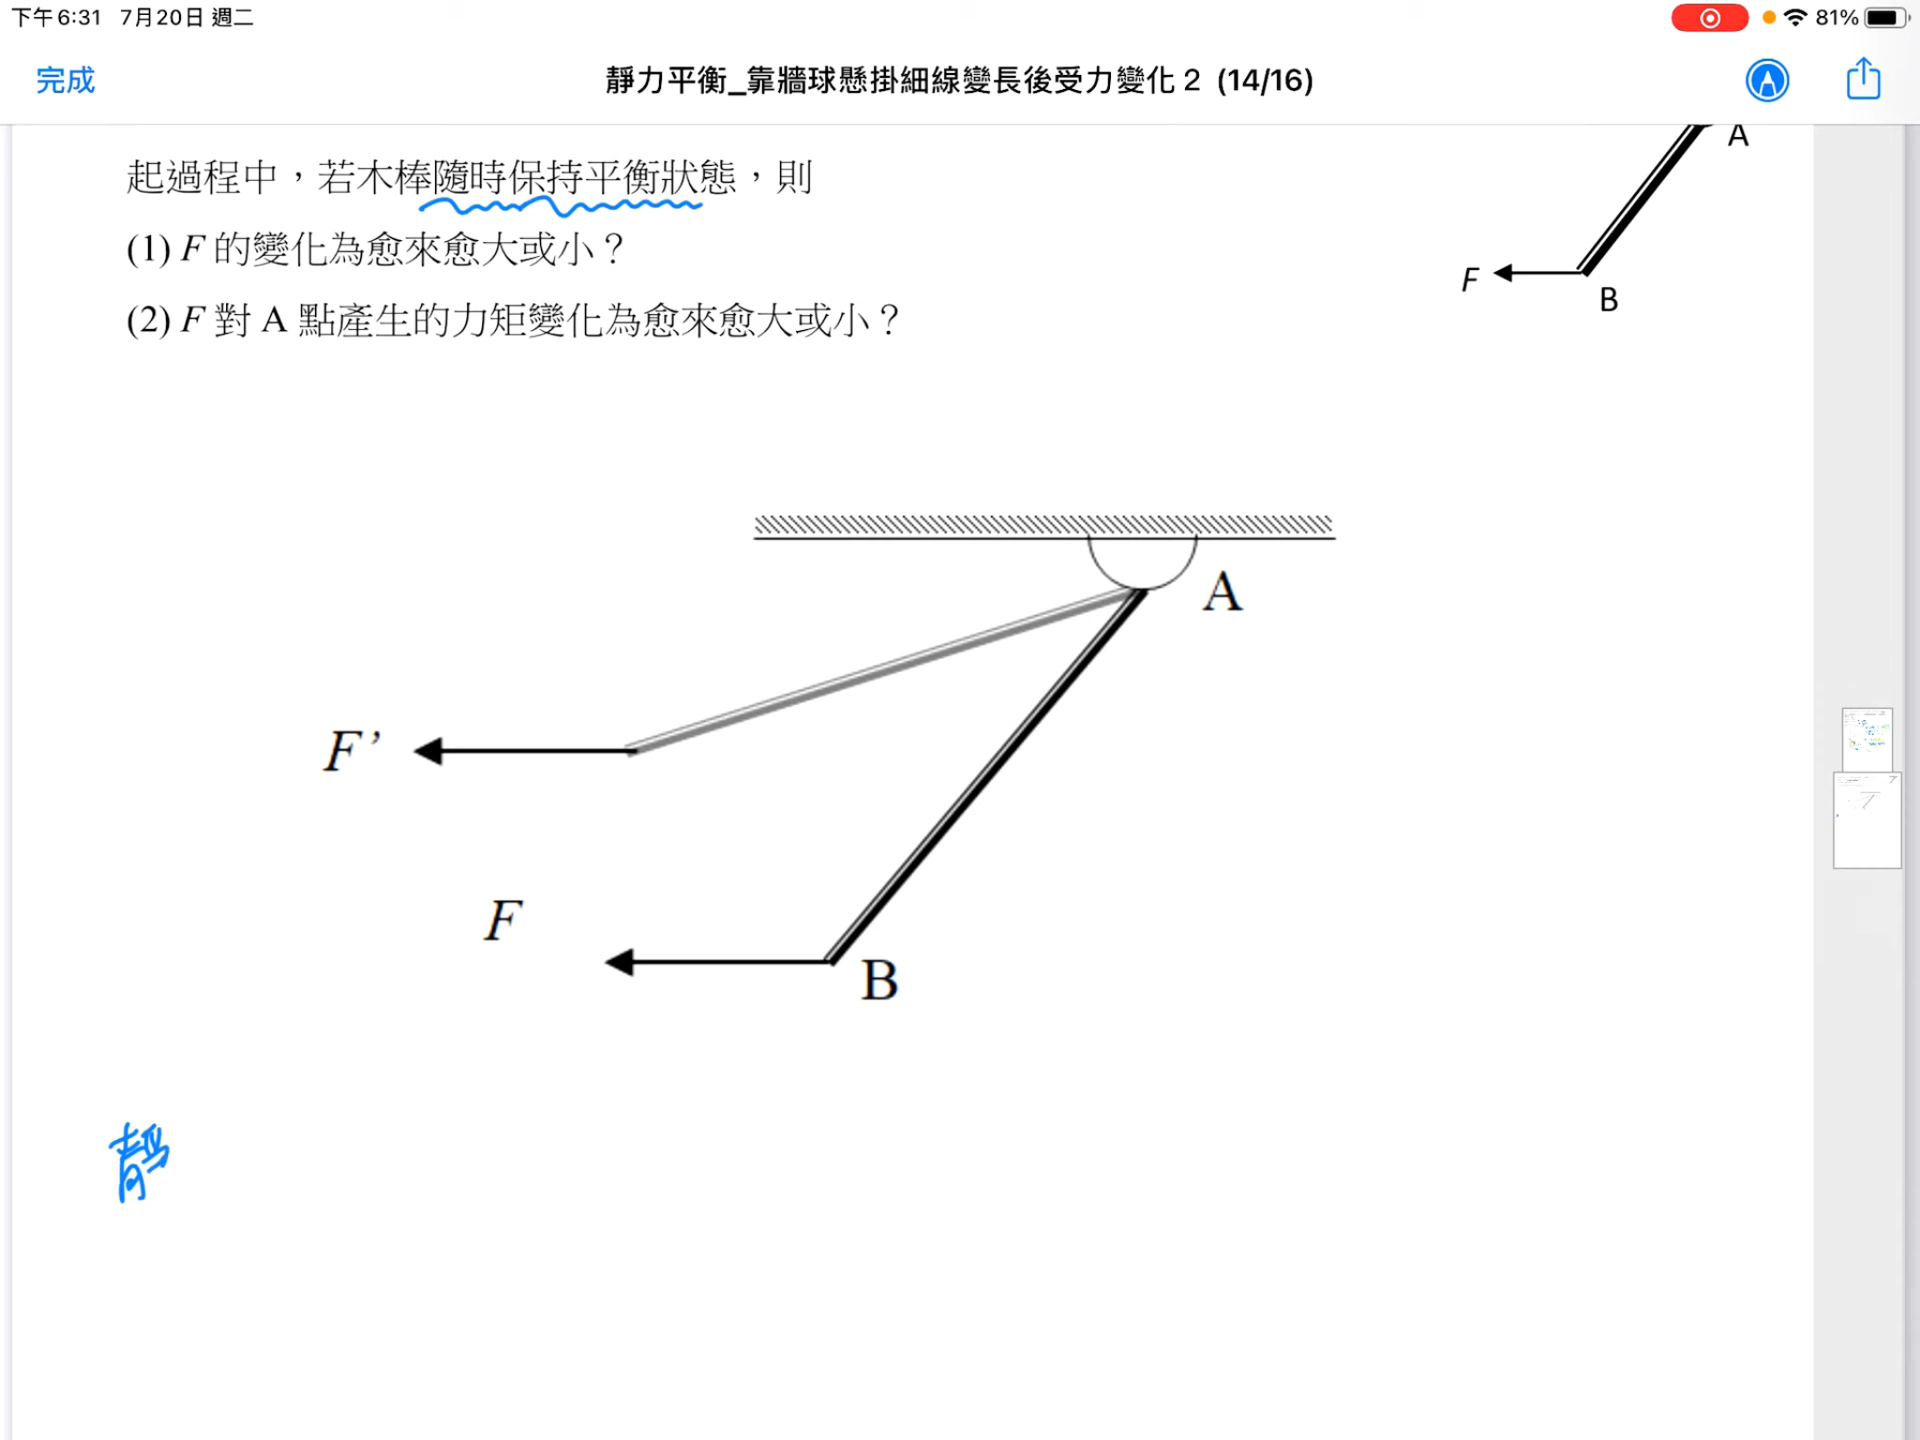 下午6:31 7月20日 週二
81%
完成
靜力平衡_靠牆球懸掛細線變長後受力變化 2 (14/16)
A
起過程中，若木棒隨時保持平衡狀態，則
(1) F 的變化為愈來愈大或小？
F
B
(2) F 對 A 點產生的力矩變化為愈來愈大或小？
A
F’
F
B
靜